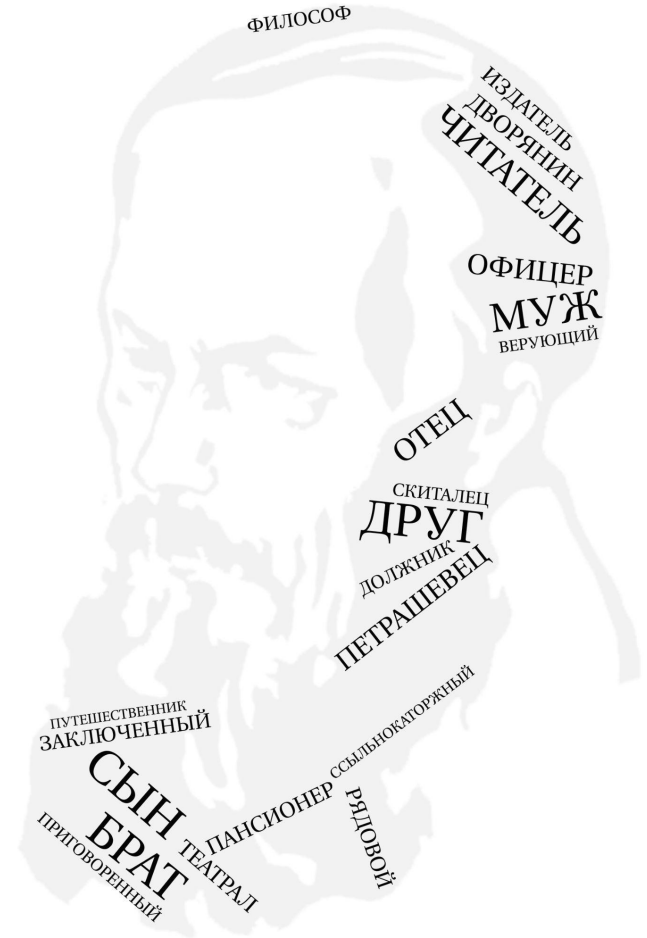 ФИЛОСОФ
ИЗДАТЕЛЬ
ДВОРЯНИН
ЧИТАТЕЛЬ
ОФИЦЕР
МУЖ
ВЕРУЮЩИЙ
ОТЕЦ
СКИТАЛЕЦ
ДРУГ
ДОЛЖНИК
ПЕТРАШЕВЕЦ
ССЫЛЬНОКАТОРЖНЫЙ
ПУТЕШЕСТВЕННИК
ЗАКЛЮЧЕННЫЙ
СЫН
ПАНСИОНЕР
РЯДОВОЙ
БРАТ
ТЕАТРАЛ
ПРИГОВОРЕННЫЙ